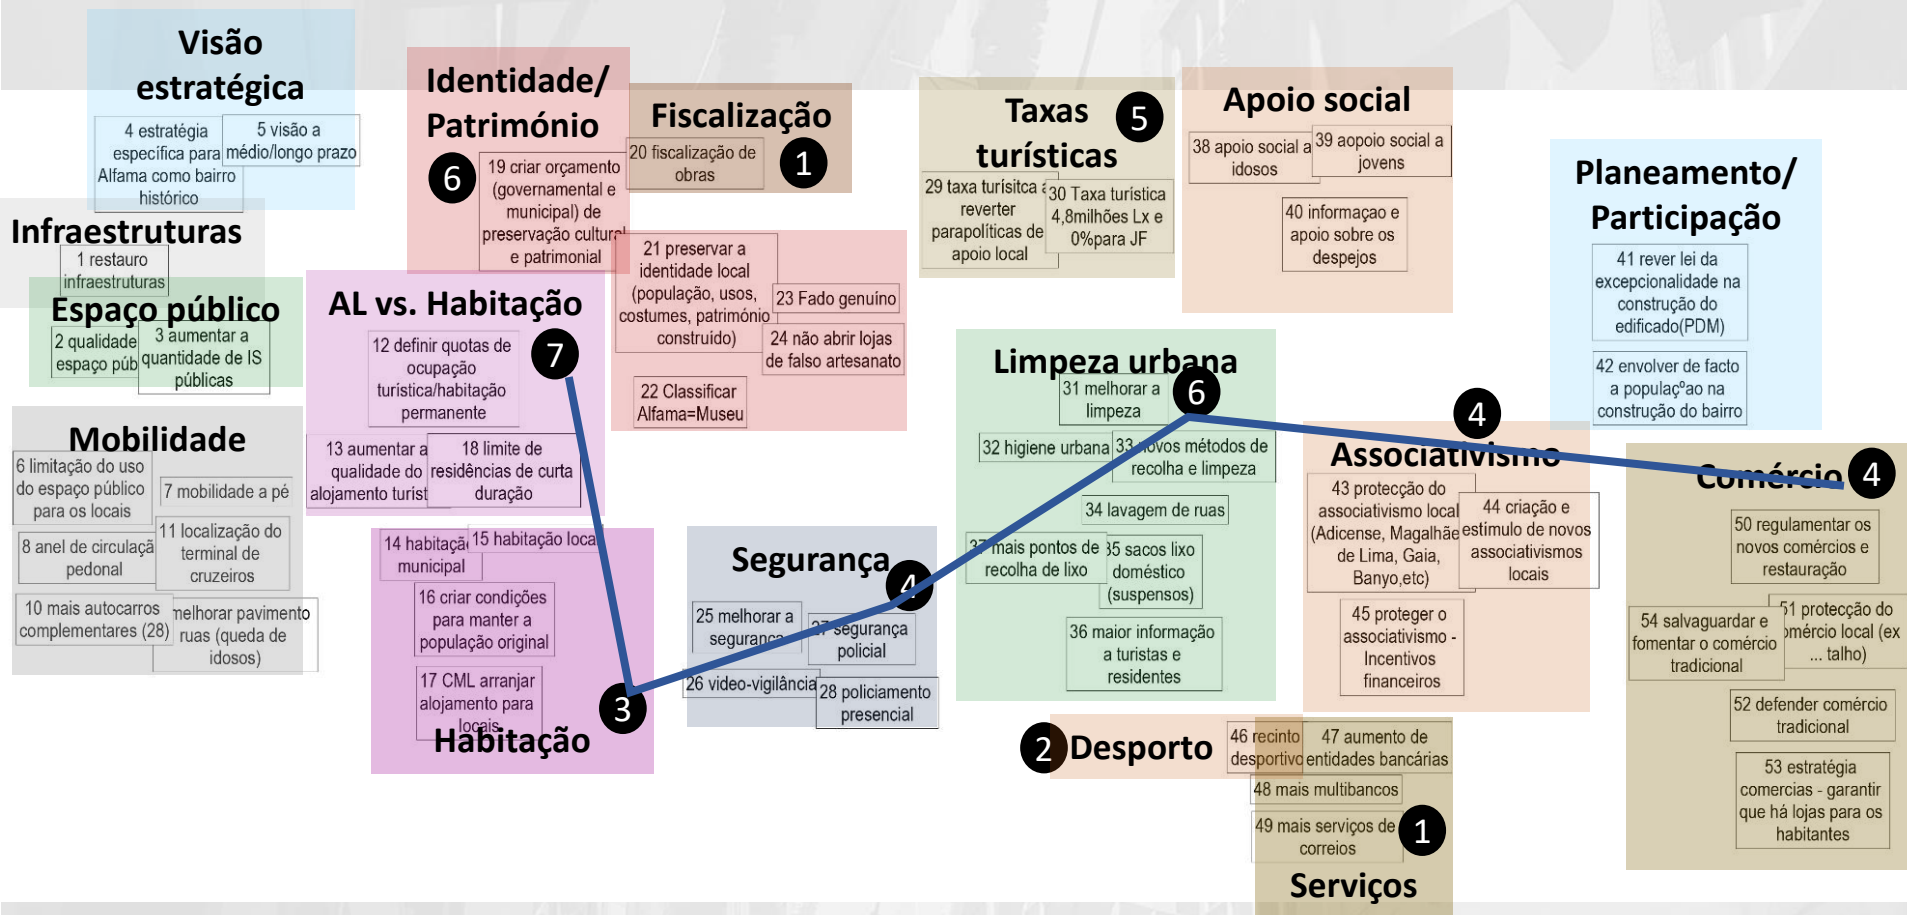 Visão
estratégica
4 estratégia
específica para
Alfama como bairro
histórico
5 visão a
médio/longo prazo
Infraestruturas
1 restauro
infraestruturas
Espaço público
2 qualidade
espaço púb
3 aumentar a
quantidade de IS
públicas
Mobilidade
6 limitação do uso
do espaço público
para os locais
7 mobilidade a pé
8 anel de circulaçã
pedonal
11 localização do
terminal de
cruzeiros
10 mais autocarros
complementares (28)
melhorar pavimento
ruas (queda de
idosos)
Identidade/
Património
6
19 criar orçamento
(governamental e
municipal) de
preservação cultural
e patrimonial
Fiscalização
20 fiscalização de
obras
1
21 preservar a
identidade local
(população, usos,
costumes, património
construído)
23 Fado genuíno
24 não abrir lojas
de falso artesanato
22 Classificar
Alfama=Museu
AL vs. Habitação
12 definir quotas de
ocupação
turística/habitação
permanente
7
13 aumentar a
qualidade do
alojamento turíst
18 limite de
residências de curta
duração
14 habitação
municipal
15 habitação local
16 criar condições
para manter a
população original
17 CML arranjar
alojamento para
locais
3
Habitação
Segurança
4
25 melhorar a
segurança
27 segurança
policial
26 video-vigilância
28 policiamento
presencial
Taxas
turísticas
5
29 taxa turísitca a
reverter
parapolíticas de
apoio local
30 Taxa turística
4,8milhões Lx e
0%para JF
Apoio social
38 apoio social a
idosos
39 aopoio social a
jovens
40 informaçao e
apoio sobre os
despejos
Limpeza urbana
6
31 melhorar a
limpeza
32 higiene urbana
33 novos métodos de
recolha e limpeza
34 lavagem de ruas
37 mais pontos de
recolha de lixo
35 sacos lixo
doméstico
(suspensos)
36 maior informação
a turistas e
residentes
2
Desporto
46 recinto
desportivo
47 aumento de
entidades bancárias
48 mais multibancos
49 mais serviços de
correios
1
Serviços
4
Associativismo
43 protecção do
associativismo local
(Adicense, Magalhãe
de Lima, Gaia,
Banyo,etc)
44 criação e
estímulo de novos
associativismos
locais
45 proteger o
associativismo -
Incentivos
financeiros
Planeamento/
Participação
41 rever lei da
excepcionalidade na
construção do
edificado(PDM)
42 envolver de facto
a populaçºao na
construção do bairro
Comércio
4
50 regulamentar os
novos comércios e
restauração
51 protecção do
omércio local (ex
... talho)
54 salvaguardar e
fomentar o comércio
tradicional
52 defender comércio
tradicional
53 estratégia
comercias - garantir
que há lojas para os
habitantes